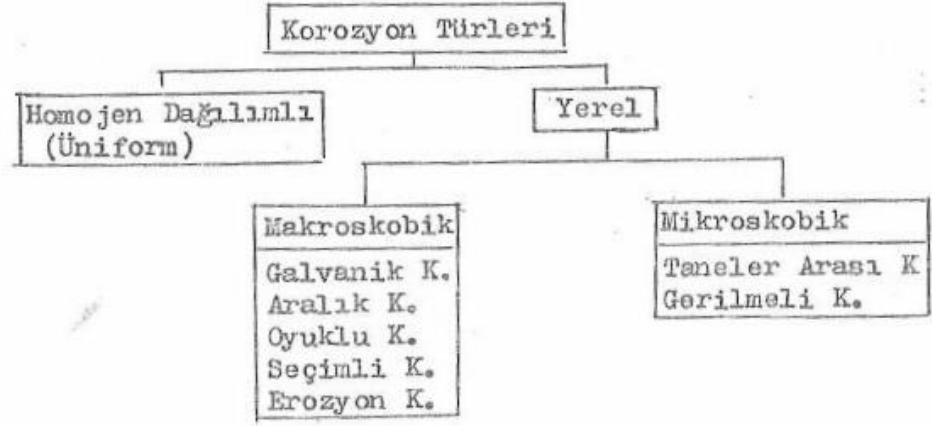 Korozyon Türleri
Homojen Dağılımlı
(Üniform)
Yerel
Makroskobik
Galvanik K.
Aralık K.
Oyuklu K.
Seçimli K.
Erozyon K.
Mikroskobik
Taneler Arası K
Gerilmeli K.